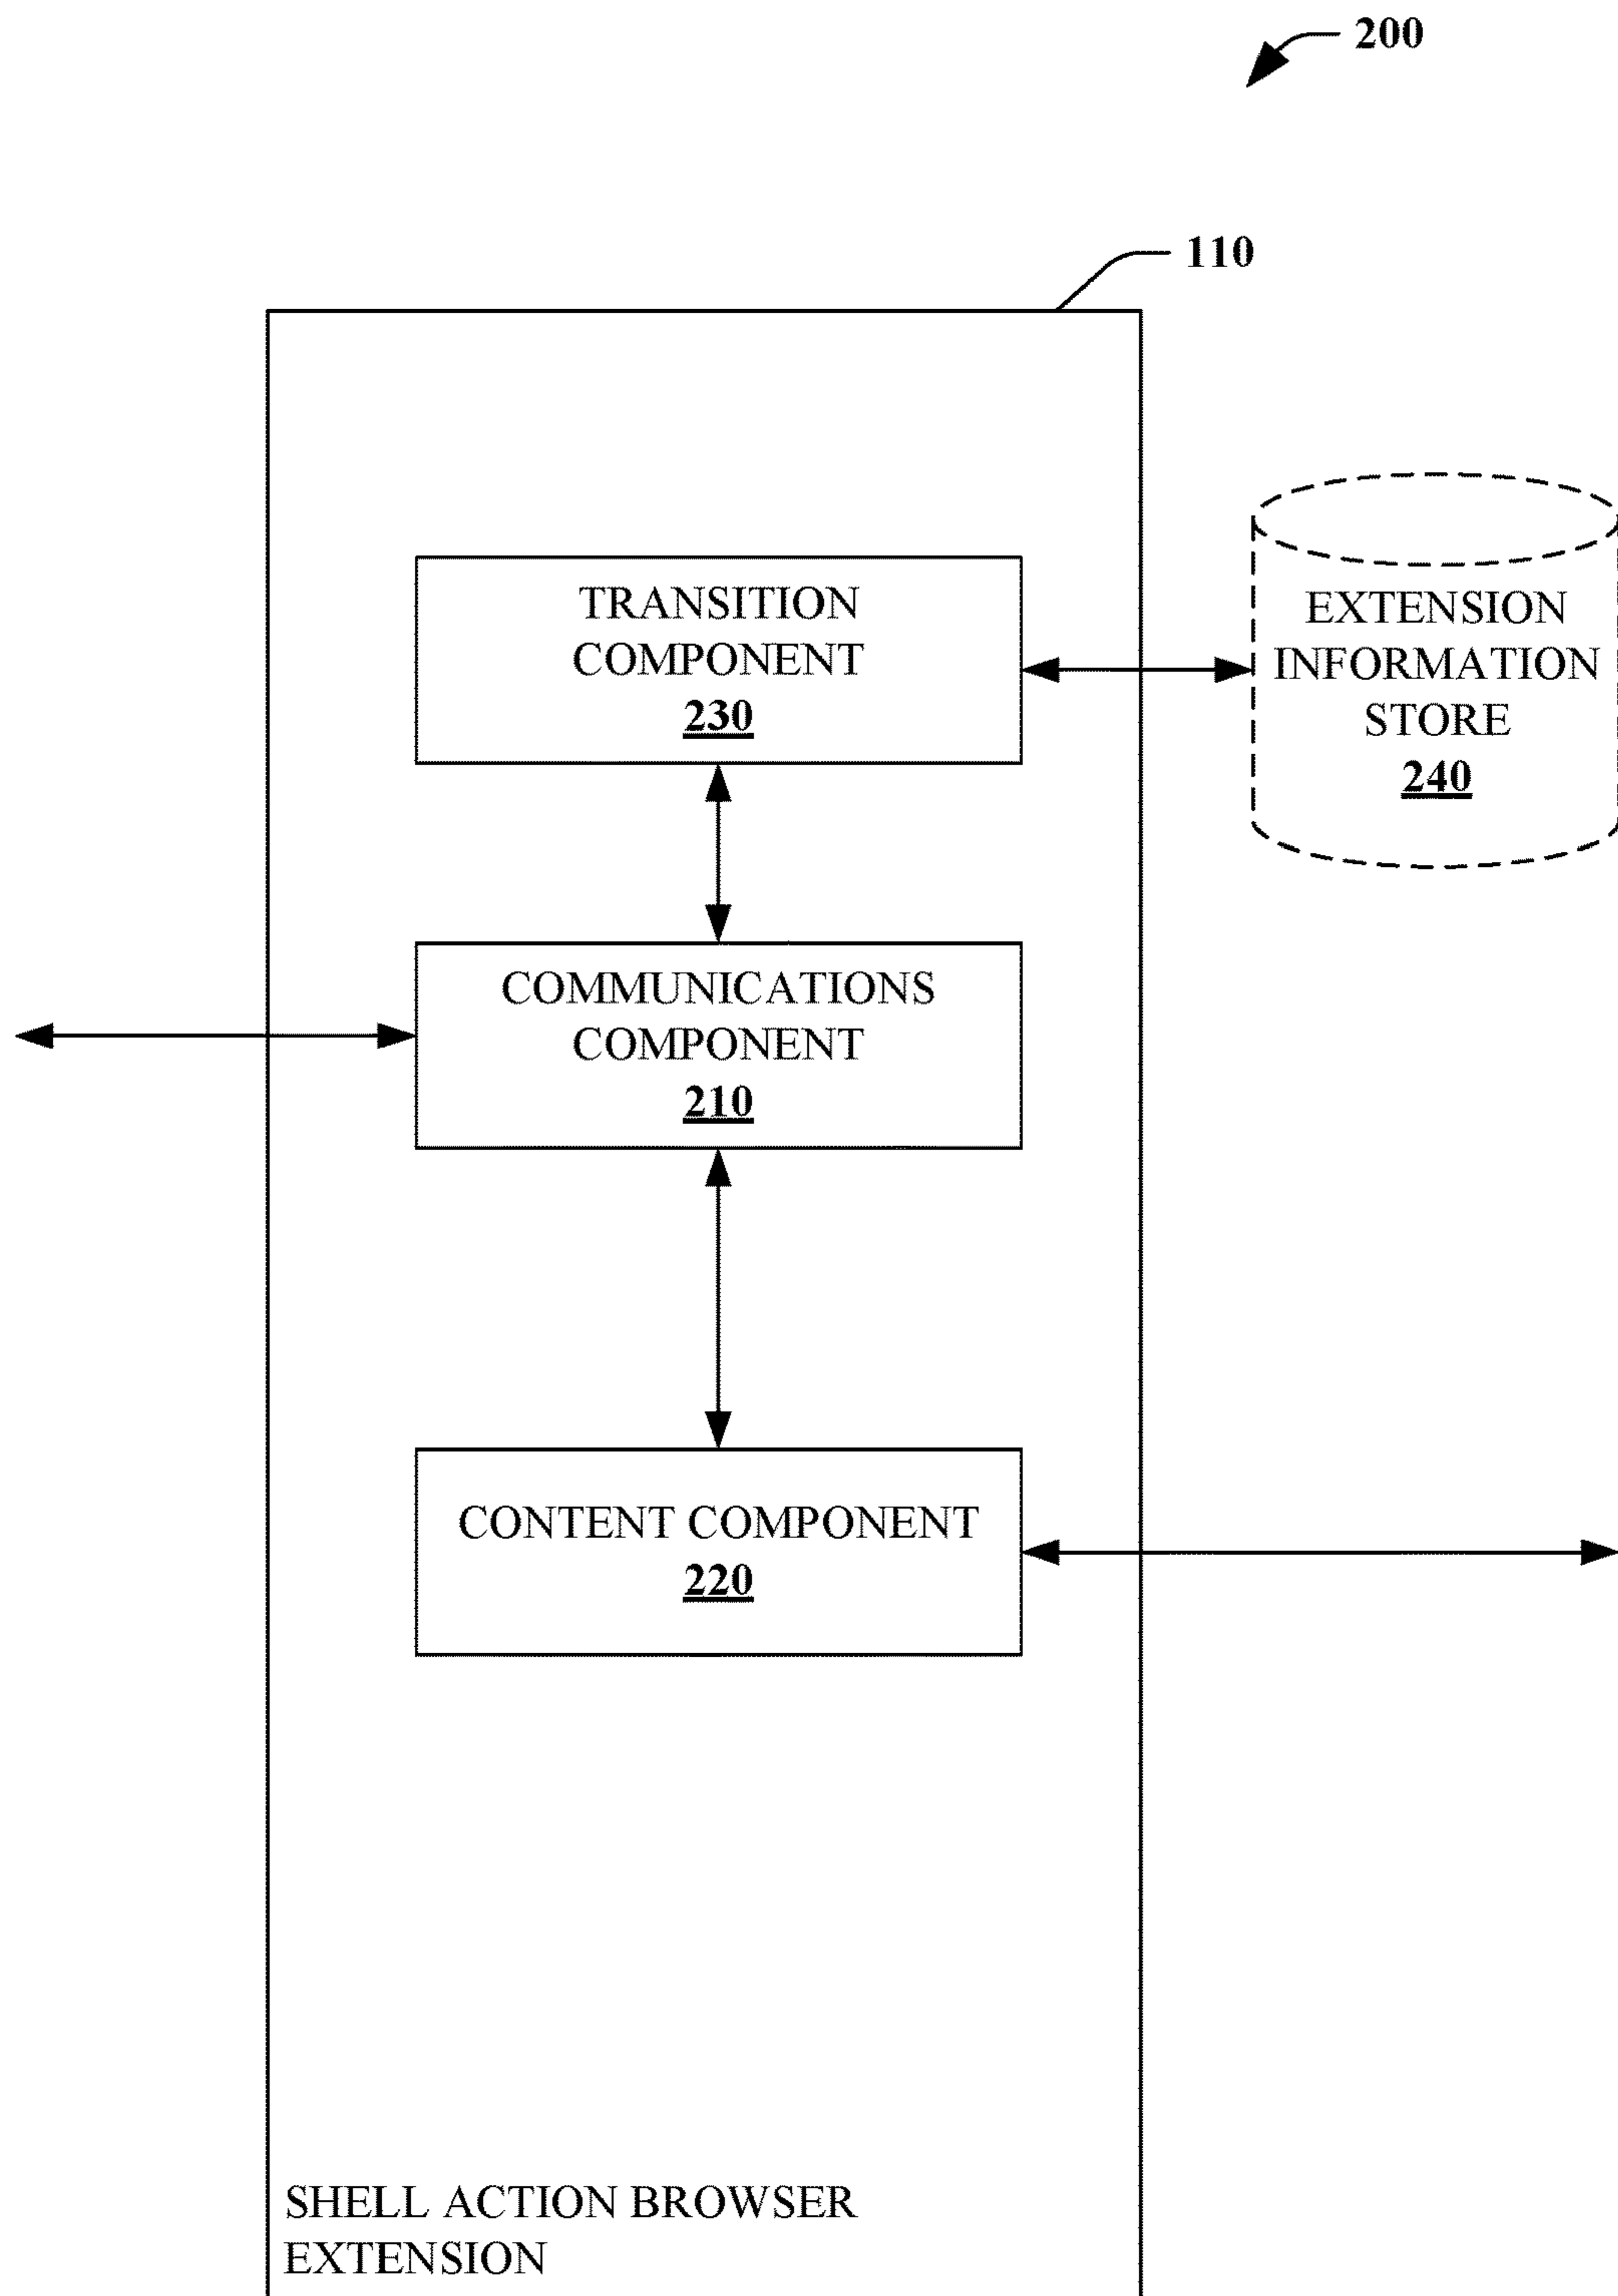 200
110
TRANSITION
COMPONENT
230
EXTENSION
INFORMATION
STORE
240
COMMUNICATIONS
COMPONENT
210
CONTENT COMPONENT
220
SHELL ACTION BROWSER
EXTENSION